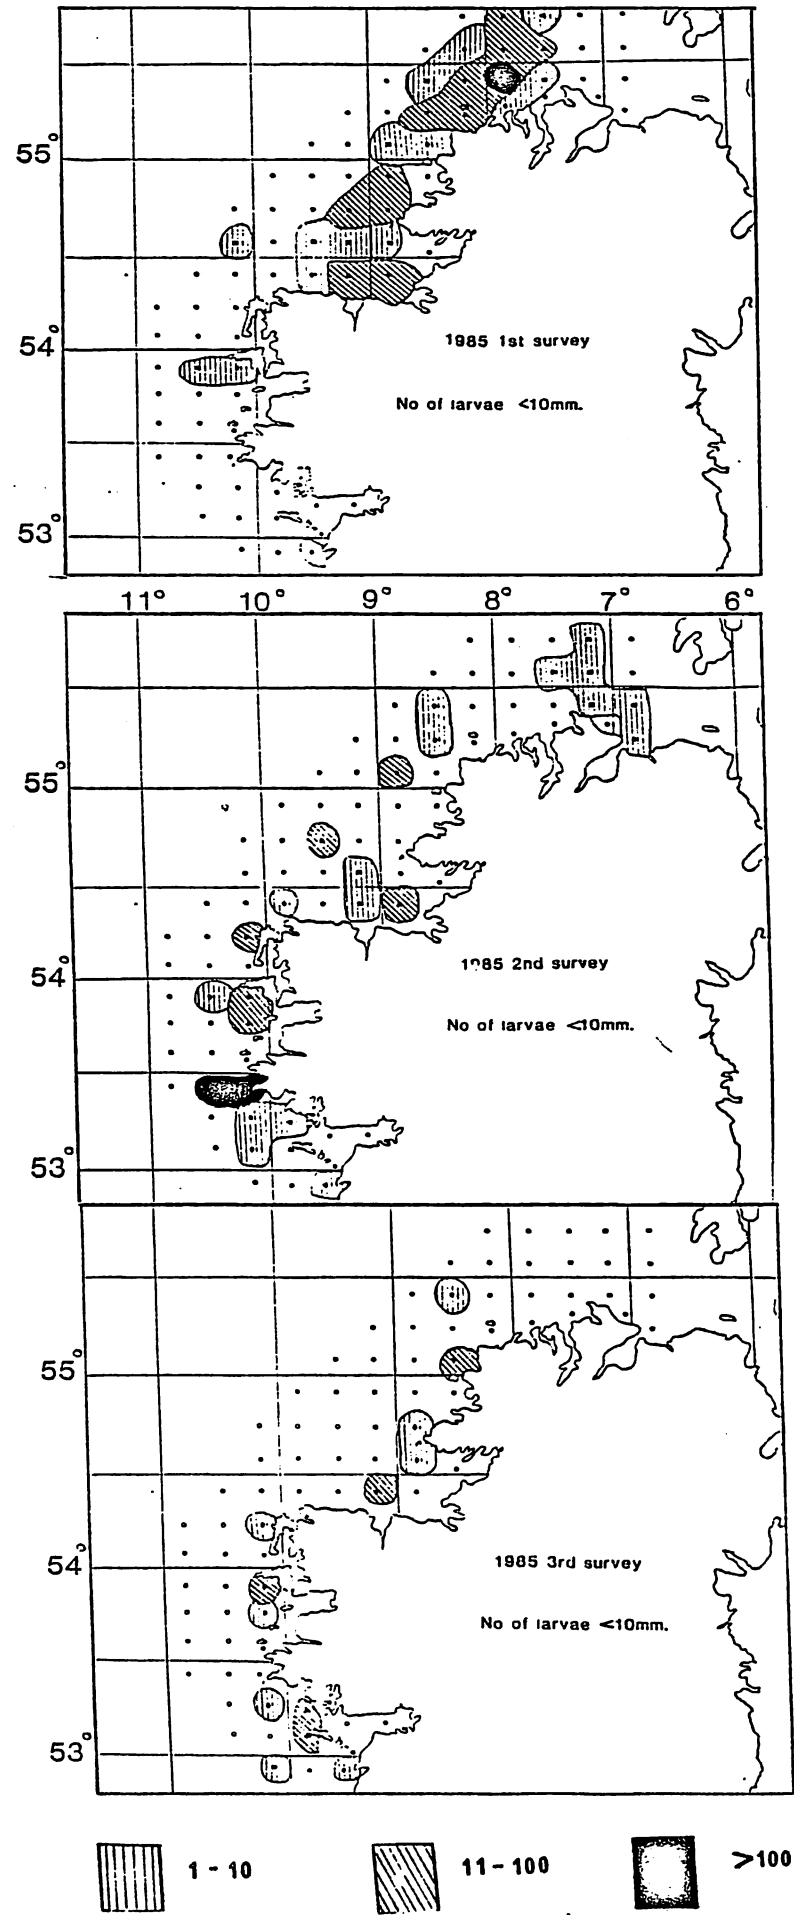 55°
54°
53°
1985 1st survey
No of larvae <10mm.
11° 10° 9° 8° 7° 6°
55°
54°
53°
1985 2nd survey
No of larvae <10mm.
55°
54°
53°
1985 3rd survey
No of larvae <10mm.
1-10 11-100 >100